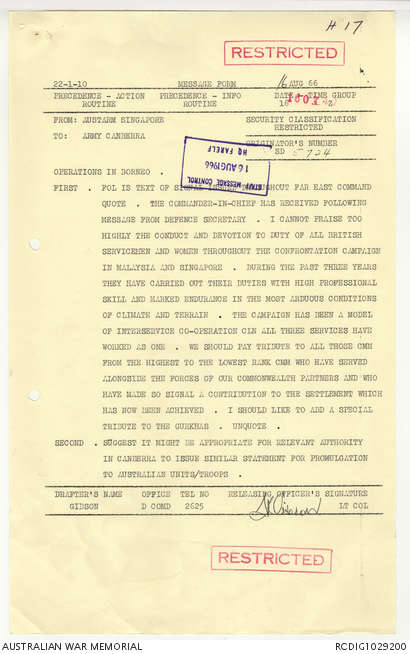 H 17
RESTRICTED
22-1-10 MESSAGE FORM 16 AUG 66
PRECEDENCE - ACTION PRECEDENCE - INFO DATE - TIME GROUP
ROUTINE ROUTINE
FROM: AUSTARM SINGAPORE SECURITY CLASSIFICATION
RESTRICTED
TO: ARMY CANBERRA ORIGINATOR'S NUMBER
SD 5724
STAFF MESSAGE CONTROL
16 AUG 1966
HQ FARELF
OPERATIONS IN BORNEO .
FIRST . FOL IS TEXT OF SIGNAL ISSUED THROUGHOUT FAR EAST COMMAND
QUOTE . THE COMMANDER-IN-CHIEF HAS RECEIVED FOLLOWING
MESSAGE FROM DEFENCE SECRETARY . I CANNOT PRAISE TOO
HIGHLY THE CONDUCT AND DEVOTION TO DUTY OF ALL BRITISH
SERVICEMEN AND WOMEN THROUGHOUT THE CONFRONTATION CAMPAIGN
IN MALAYSIA AND SINGAPORE . DURING THE PAST THREE YEARS
THEY HAVE CARRIED OUT THEIR DUTIES WITH HIGH PROFESSIONAL
SKILL AND MARKED ENDURANCE IN THE MOST ARDUOUS CONDITIONS
OF CLIMATE AND TERRAIN . THE CAMPAIGN HAS BEEN A MODEL
OF INTERSERVICE CO-OPERATION CLN ALL THREE SERVICES HAVE
WORKED AS ONE . WE SHOULD PAY TRIBUTE TO ALL THOSE CMM
FROM THE HIGHEST TO THE LOWEST RANK CMM WHO HAVE SERVED
ALONGSIDE THE FORCES OF OUR COMMONWEALTH PARTNERS AND WHO
HAVE MADE SO SIGNAL A CONTRIBUTION TO THE SETTLEMENT WHICH
HAS NOW BEEN ACHIEVED . I SHOULD LIKE TO ADD A SPECIAL
TRIBUTE TO THE GURKHAS . UNQUOTE .
SECOND . SUGGEST IT MIGHT BE APPROPRIATE FOR RELEVANT AUTHORITY
IN CANBERRA TO ISSUE SIMILAR STATEMENT FOR PROMULGATION
TO AUSTRALIAN UNITS/TROOPS .
DRAFTER'S NAME OFFICE TEL NO RELEASING OFFICER'S SIGNATURE
GIBSON D COMD 2625 LT COL
RESTRICTED
AUSTRALIAN WAR MEMORIAL RCDIG1029200